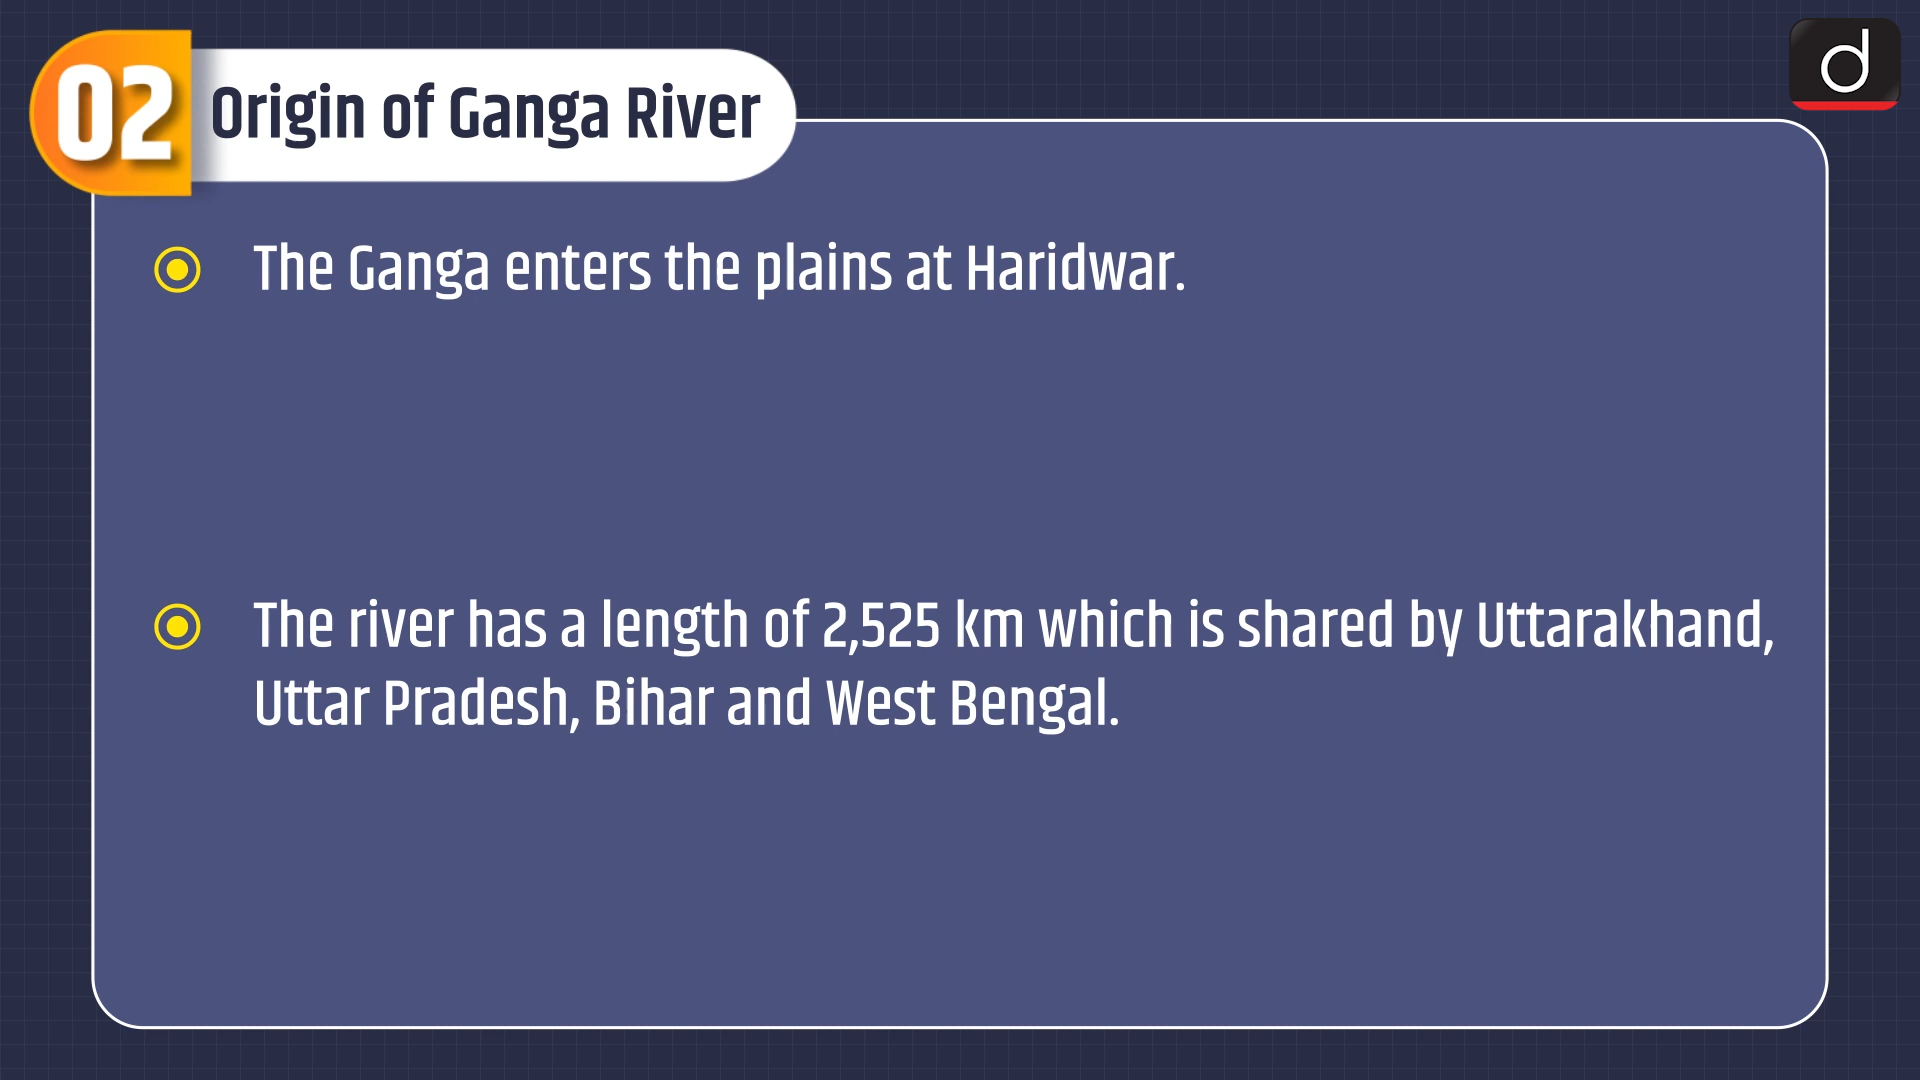 02
Origin of Ganga River
d
The Ganga enters the plains at Haridwar.
The river has a length of 2,525 km which is shared by Uttarakhand,
Uttar Pradesh, Bihar and West Bengal.